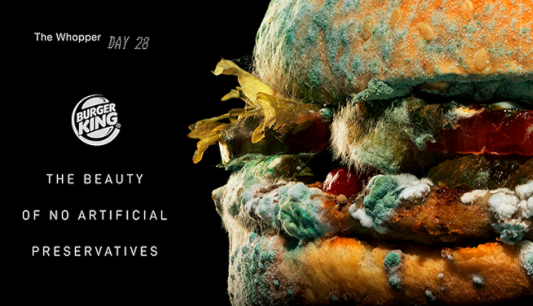 The Whopper DAY 28
BURGER
KING®
THE BEAUTY
OF NO ARTIFICIAL
PRESERVATIVES